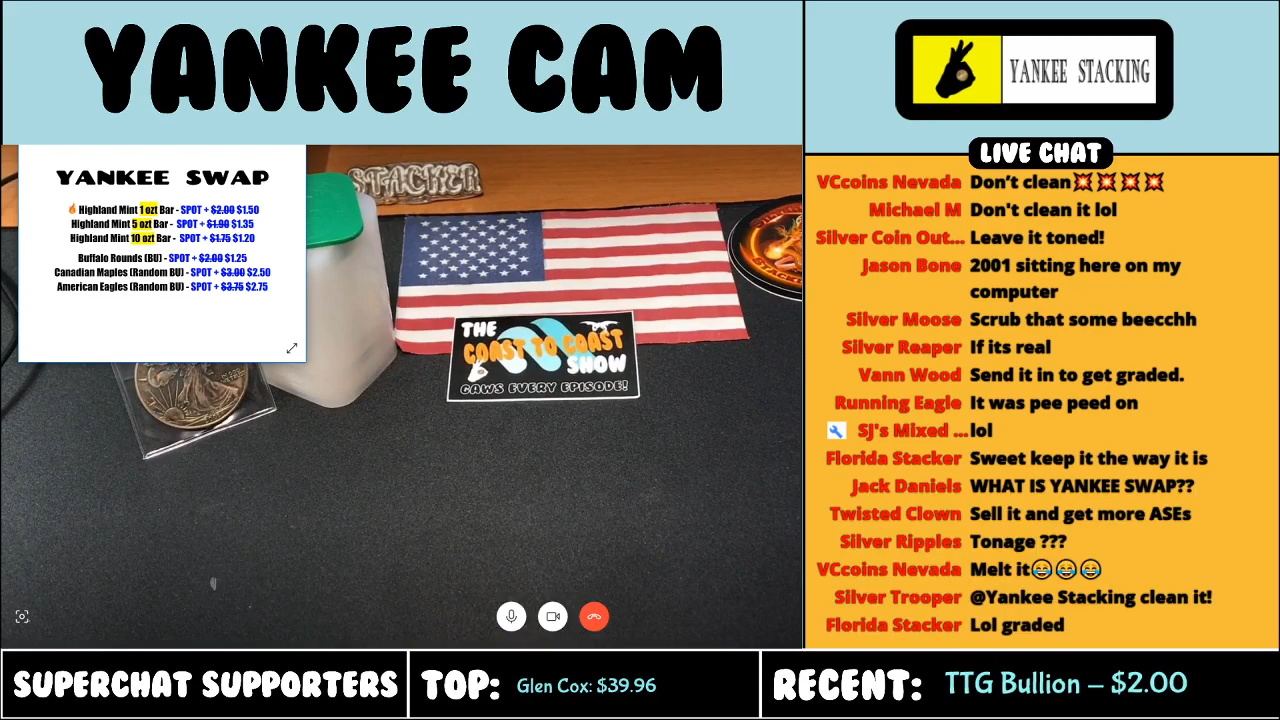 YANKEE CAM
YANKEE STACKING
LIVE CHAT
YANKEE SWAP
🔥 Highland Mint 1 ozt Bar - SPOT + $2.00 $1.50
Highland Mint 5 ozt Bar - SPOT + $1.90 $1.35
Highland Mint 10 ozt Bar - SPOT + $1.75 $1.20
Buffalo Rounds (BU) - SPOT + $2.00 $1.25
Canadian Maples (Random BU) - SPOT + $3.00 $2.50
American Eagles (Random BU) - SPOT + $3.75 $2.75
STACKER
THE
COAST TO COAST
SHOW
GAWS EVERY EPISODE!
VCcoins Nevada Don’t clean💥💥💥💥
Michael M Don't clean it lol
Silver Coin Out... Leave it toned!
Jason Bone 2001 sitting here on my
computer
Silver Moose Scrub that some beecchh
Silver Reaper If its real
Vann Wood Send it in to get graded.
Running Eagle It was pee peed on
🔧 SJ's Mixed ... lol
Florida Stacker Sweet keep it the way it is
Jack Daniels WHAT IS YANKEE SWAP??
Twisted Clown Sell it and get more ASEs
Silver Ripples Tonage ???
VCcoins Nevada Melt it😂😂😂
Silver Trooper @Yankee Stacking clean it!
Florida Stacker Lol graded
SUPERCHAT SUPPORTERS
TOP: Glen Cox: $39.96
RECENT: TTG Bullion – $2.00